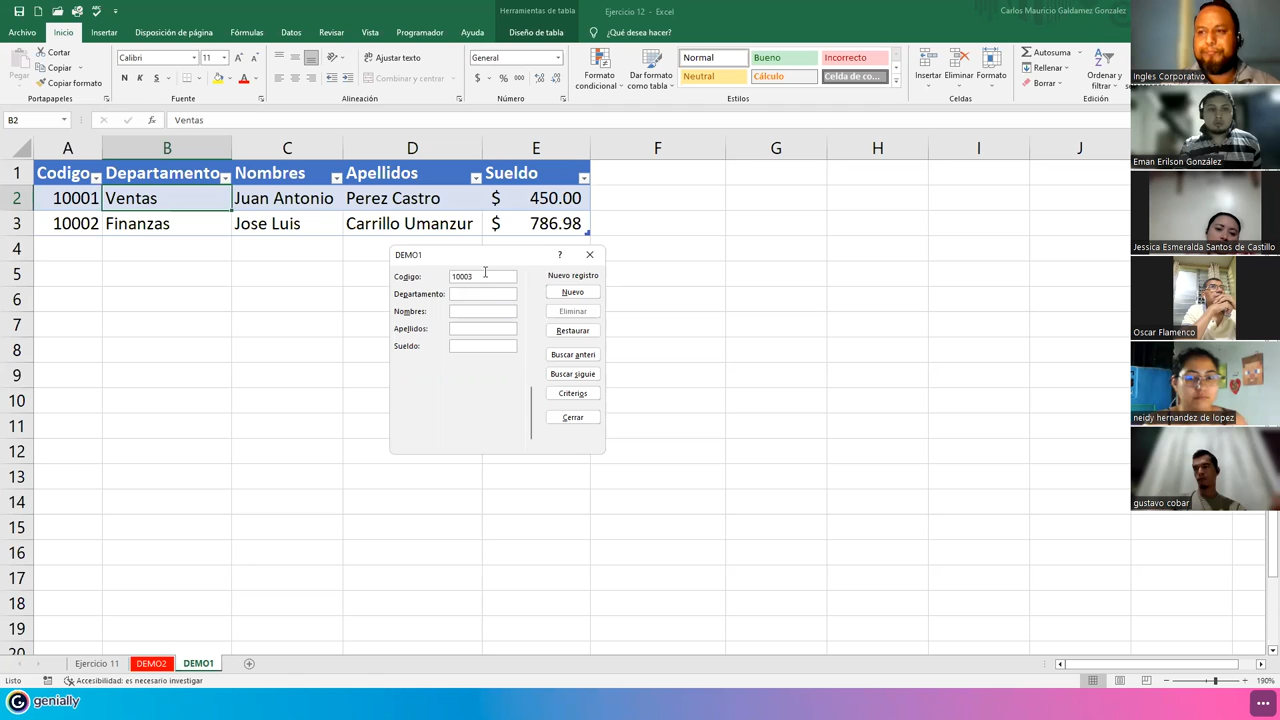 Herramientas de tabla
Ejercicio 12 - Excel
Carlos Mauricio Galdamez Gonzalez
Archivo
Inicio
Insertar
Disposición de página
Fórmulas
Datos
Revisar
Vista
Programador
Ayuda
Diseño de tabla
¿Qué desea hacer?
Pegar
Cortar
Copiar
Copiar formato
Portapapeles
Calibri
11
N K S
Fuente
Ajustar texto
Combinar y centrar
Alineación
General
$ % 000
Número
Formato condicional
Dar formato como tabla
Normal
Bueno
Incorrecto
Neutral
Cálculo
Celda de co...
Estilos
Insertar
Eliminar
Formato
Celdas
Autosuma
Rellenar
Borrar
Ordenar y filtrar
Edición
B2
fx
Ventas
A B C D E F G H I J
1 Codigo Departamento Nombres Apellidos Sueldo
2 10001 Ventas Juan Antonio Perez Castro $ 450.00
3 10002 Finanzas Jose Luis Carrillo Umanzur $ 786.98
4
5
6
7
8
9
10
11
12
13
14
15
16
17
18
19
20
DEMO1
?
Codigo: 10003
Departamento:
Nombres:
Apellidos:
Sueldo:
Nuevo registro
Nuevo
Eliminar
Restaurar
Buscar anteri
Buscar siguie
Criterios
Cerrar
Ingles Corporativo
Eman Erilson González
Jessica Esmeralda Santos de Castillo
Oscar Flamenco
neidy hernandez de lopez
gustavo cobar
Ejercicio 11
DEMO2
DEMO1
Listo
Accesibilidad: es necesario investigar
190%
genially